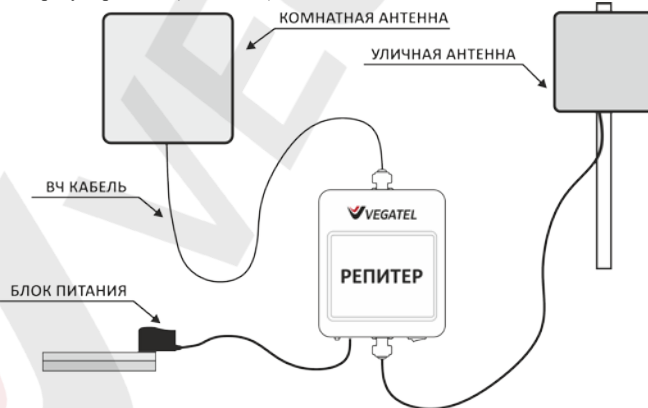 КОМНАТНАЯ АНТЕННА
УЛИЧНАЯ АНТЕННА
ВЧ КАБЕЛЬ
VEGATEL
РЕПИТЕР
БЛОК ПИТАНИЯ